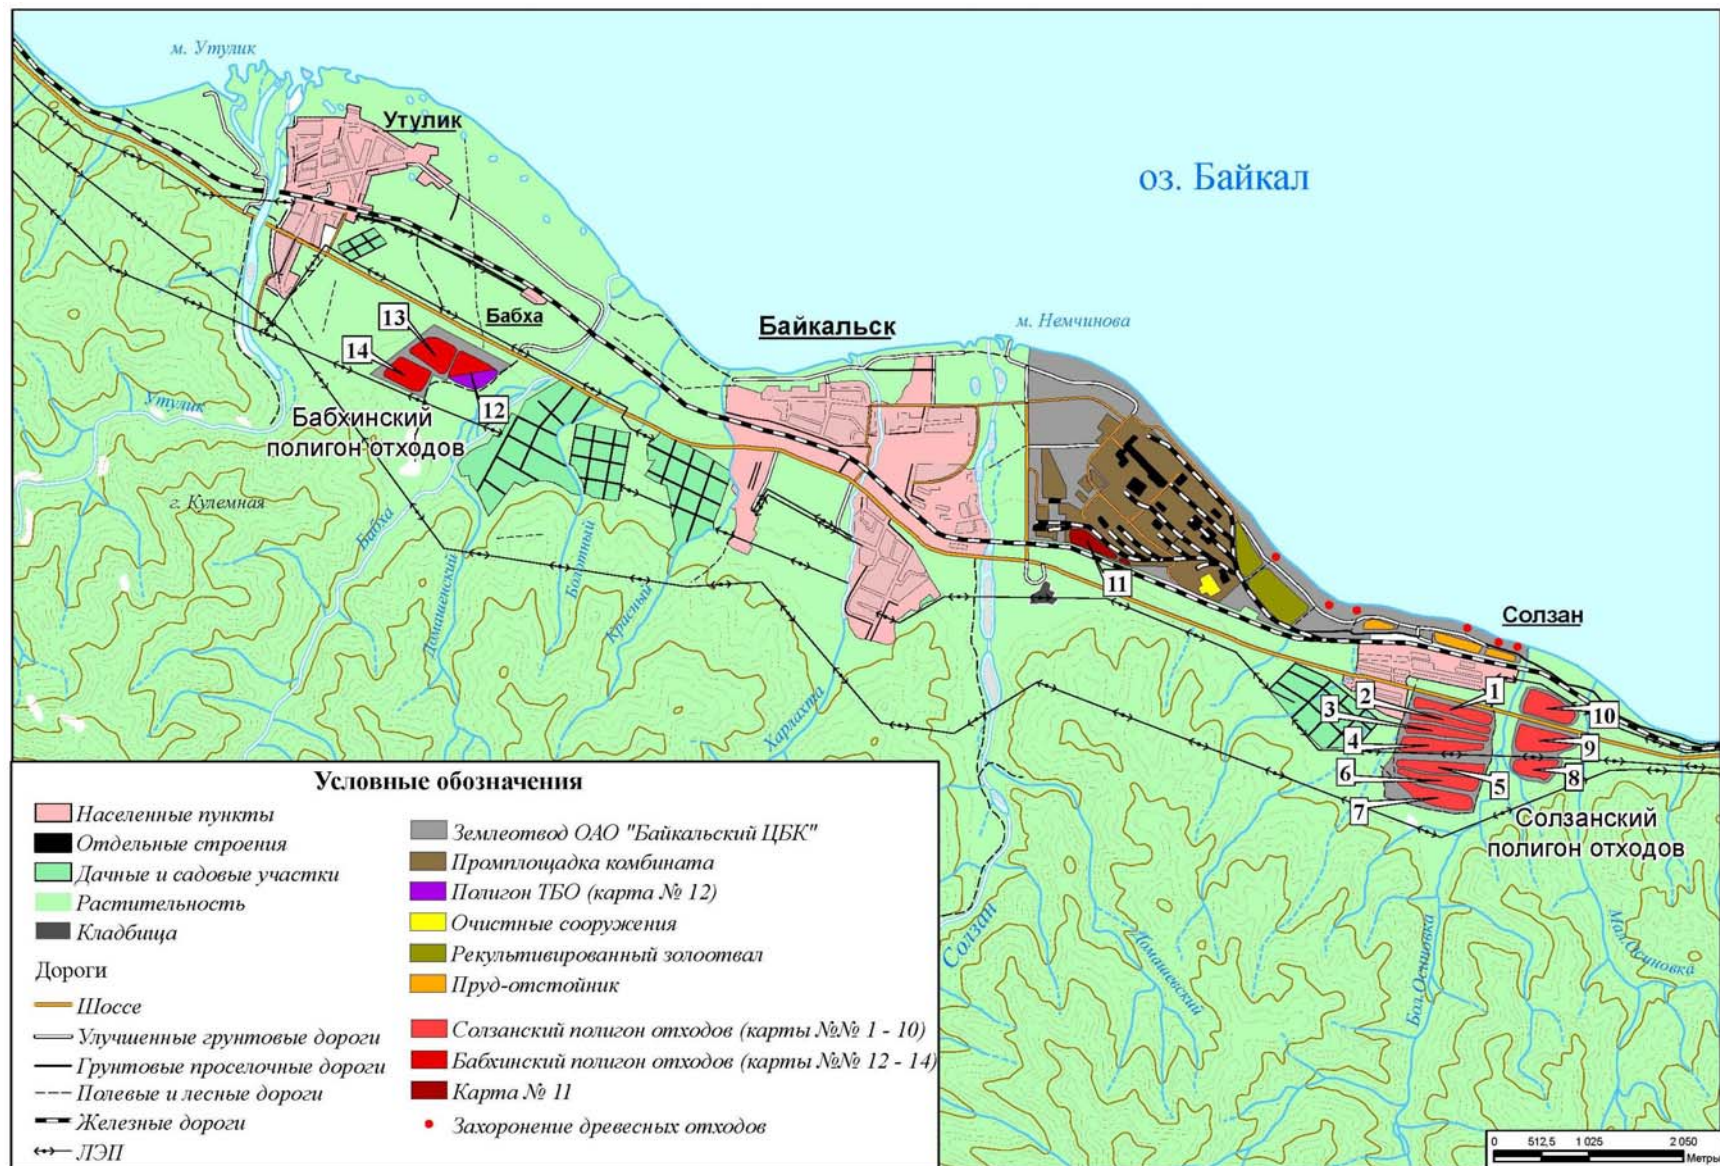 м. Утулик
Утулик
оз. Байкал
Бабха
Байкальск
м. Немчинова
13
14
12
Бабхинский
полигон отходов
Утулик
г. Кулемная
Бабха
Домашенский
Болотный
Красный
Харлахта
11
Солзан
1
2
3
4
5
6
7
8
9
10
Солзанский
полигон отходов
Солзан
Домашевский
Бол.Осиновка
Мал.Осиновка
Условные обозначения
Населенные пункты
Отдельные строения
Дачные и садовые участки
Растительность
Кладбища
Дороги
Шоссе
Улучшенные грунтовые дороги
Грунтовые проселочные дороги
Полевые и лесные дороги
Железные дороги
ЛЭП
Землеотвод ОАО "Байкальский ЦБК"
Промплощадка комбината
Полигон ТБО (карта № 12)
Очистные сооружения
Рекультивированный золоотвал
Пруд-отстойник
Солзанский полигон отходов (карты №№ 1 - 10)
Бабхинский полигон отходов (карты №№ 12 - 14)
Карта № 11
Захоронение древесных отходов
0 512,5 1 025 2 050
Метры